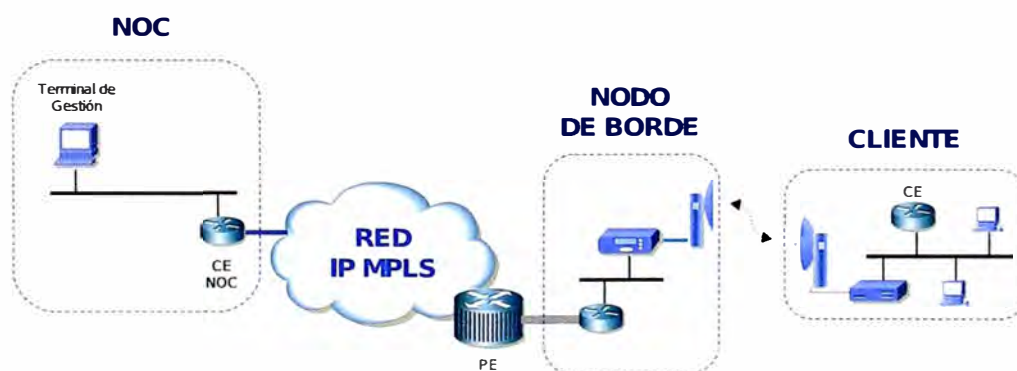 NOC
Terminal de
Gestión
CE
NOC
RED
IP MPLS
PE
NODO
DE BORDE
CLIENTE
CE